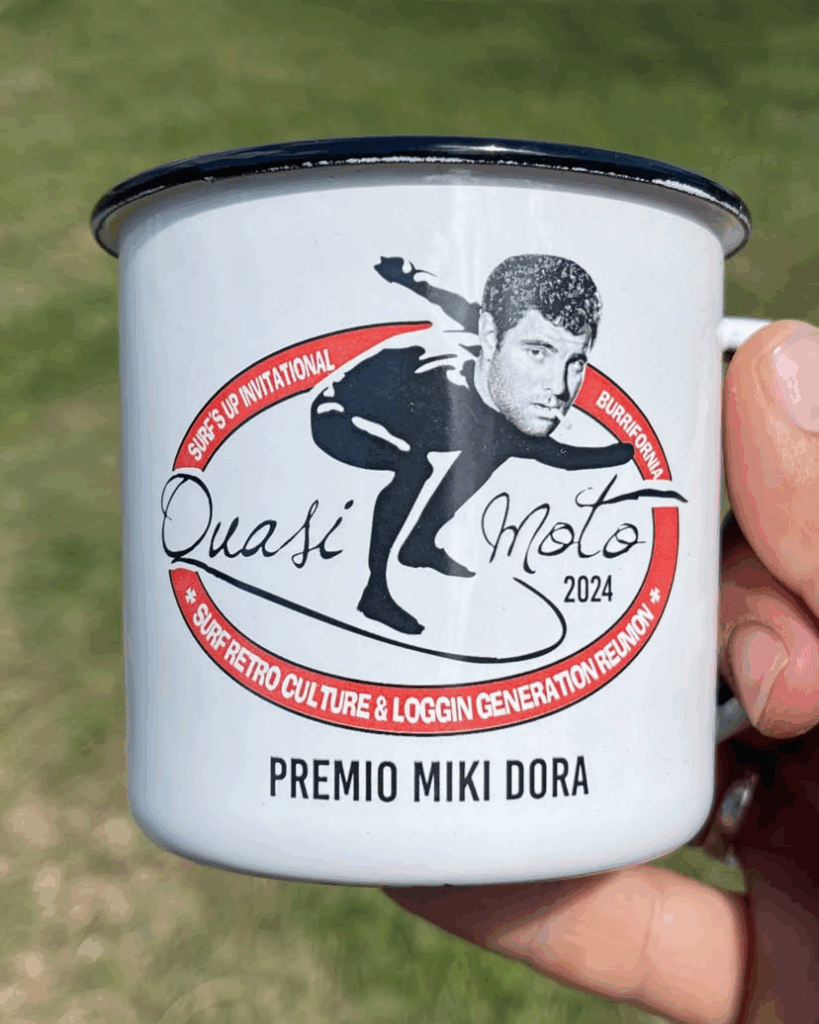 SURF'S UP INVITATIONAL
BURRIFORNIA
Quasi Moto
2024
* SURF RETRO CULTURE & LOGGIN GENERATION REUNION *
PREMIO MIKI DORA